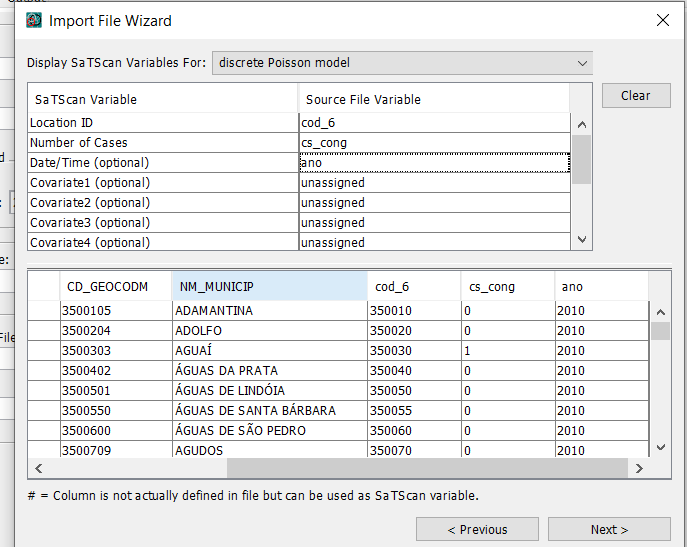 Import File Wizard
Display SaTScan Variables For: discrete Poisson model
SaTScan Variable Source File Variable Clear
Location ID cod_6
Number of Cases cs_cong
Date/Time (optional) ano
Covariate1 (optional) unassigned
Covariate2 (optional) unassigned
Covariate3 (optional) unassigned
Covariate4 (optional) unassigned
CD_GEOCODM NM_MUNICIP cod_6 cs_cong ano
3500105 ADAMANTINA 350010 0 2010
3500204 ADOLFO 350020 0 2010
3500303 AGUAÍ 350030 1 2010
3500402 ÁGUAS DA PRATA 350040 0 2010
3500501 ÁGUAS DE LINDÓIA 350050 0 2010
3500550 ÁGUAS DE SANTA BÁRBARA 350055 0 2010
3500600 ÁGUAS DE SÃO PEDRO 350060 0 2010
3500709 AGUDOS 350070 0 2010
# = Column is not actually defined in file but can be used as SaTScan variable.
< Previous Next >